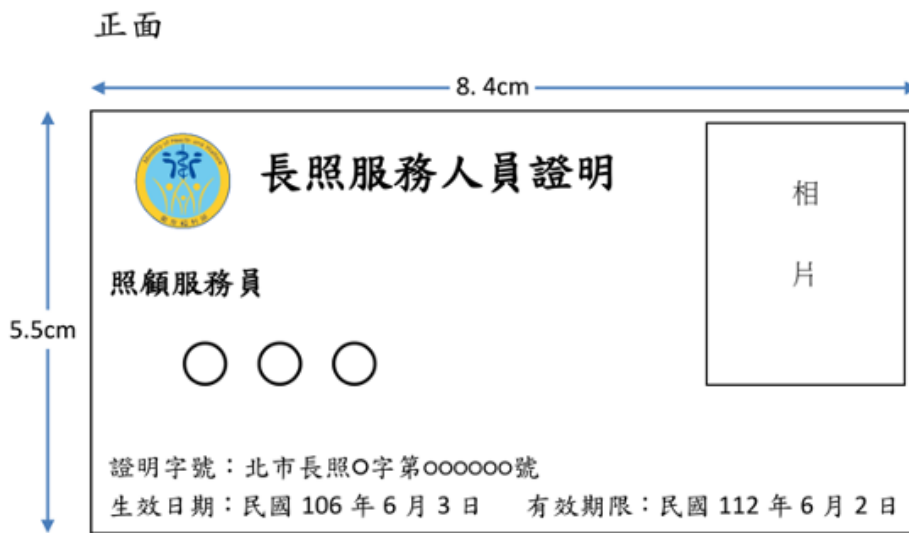 正面
8.4cm
長照服務人員證明
相
片
照顧服務員
5.5cm
○○○
證明字號：北市長照O字第oooooo號
生效日期：民國 106 年 6 月 3 日 有效期限：民國 112 年 6 月 2 日